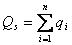 Q_s = \sum_{i=1}^{n} q_i